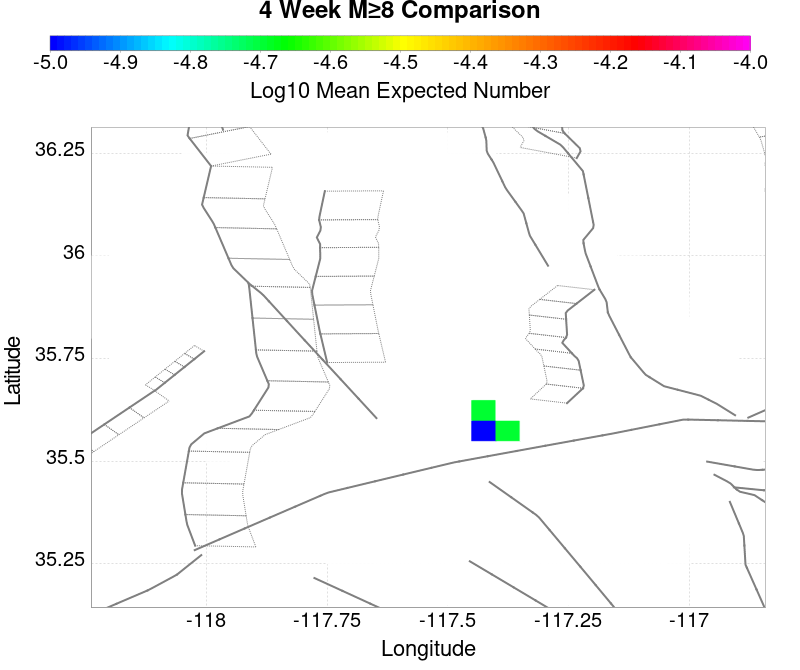 4 Week M≥8 Comparison
-5.0 -4.9 -4.8 -4.7 -4.6 -4.5 -4.4 -4.3 -4.2 -4.1 -4.0
Log10 Mean Expected Number
36.25
36
35.75
35.5
35.25
Latitude
-118 -117.75 -117.5 -117.25 -117
Longitude